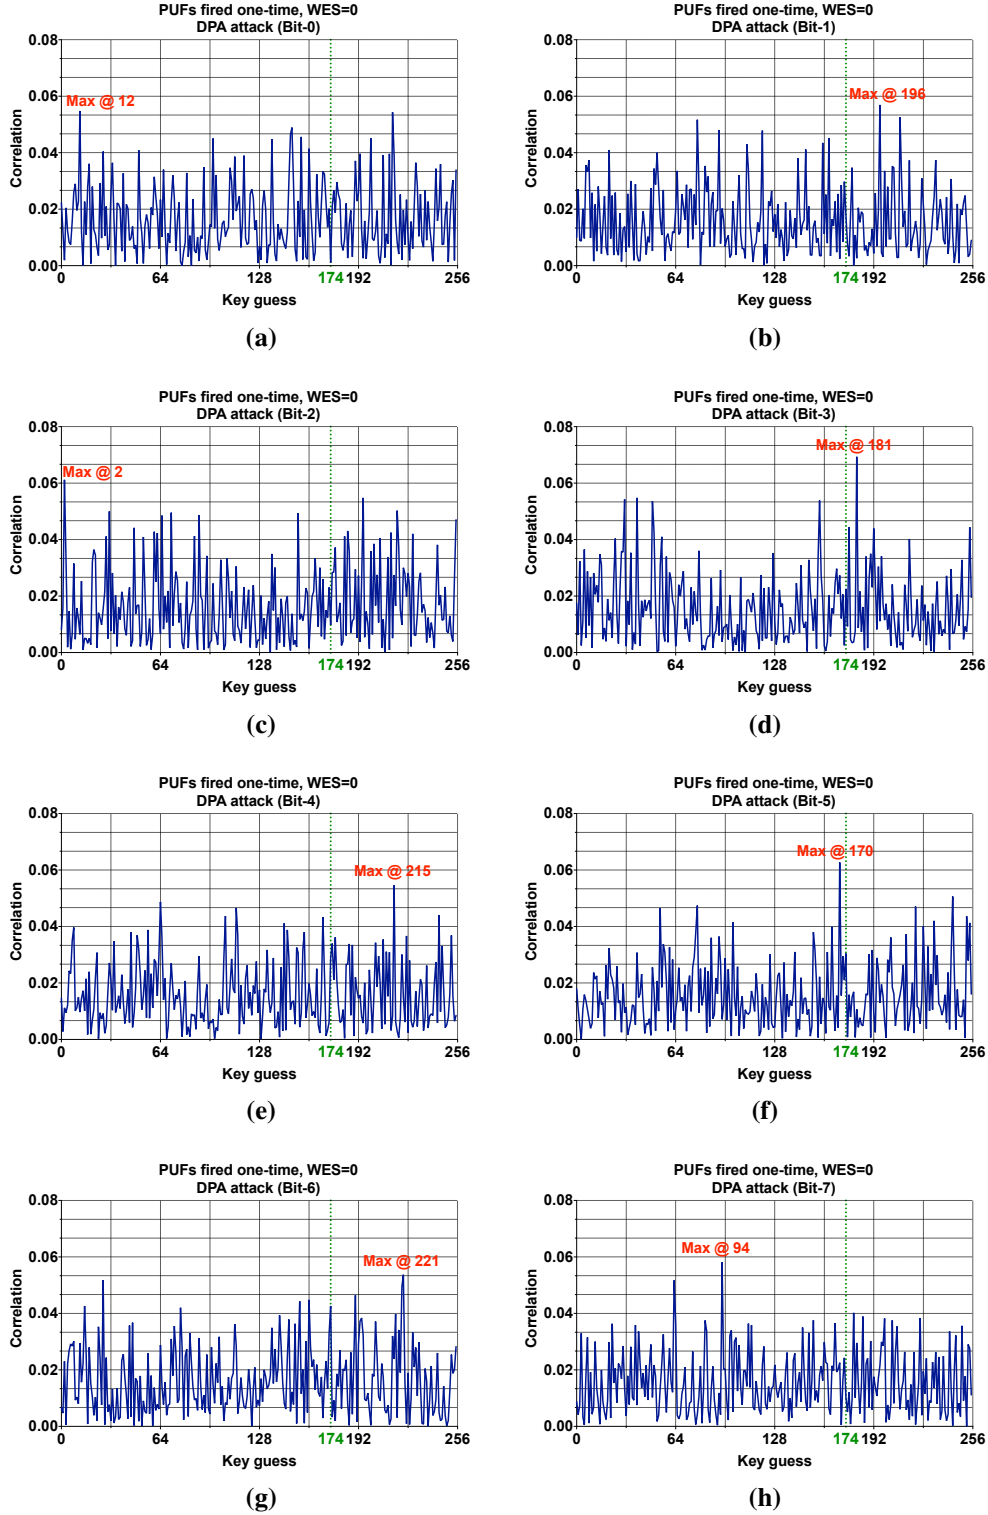 PUFs fired one-time, WES=0
DPA attack (Bit-0)
0.08
0.06
0.04
0.02
0.00
Correlation
Max @ 12
0 64 128 174 192 256
Key guess
(a)
PUFs fired one-time, WES=0
DPA attack (Bit-1)
0.08
0.06
0.04
0.02
0.00
Correlation
Max @ 196
0 64 128 174 192 256
Key guess
(b)
PUFs fired one-time, WES=0
DPA attack (Bit-2)
0.08
0.06
0.04
0.02
0.00
Correlation
Max @ 2
0 64 128 174 192 256
Key guess
(c)
PUFs fired one-time, WES=0
DPA attack (Bit-3)
0.08
0.06
0.04
0.02
0.00
Correlation
Max @ 181
0 64 128 174 192 256
Key guess
(d)
PUFs fired one-time, WES=0
DPA attack (Bit-4)
0.08
0.06
0.04
0.02
0.00
Correlation
Max @ 215
0 64 128 174 192 256
Key guess
(e)
PUFs fired one-time, WES=0
DPA attack (Bit-5)
0.08
0.06
0.04
0.02
0.00
Correlation
Max @ 170
0 64 128 174 192 256
Key guess
(f)
PUFs fired one-time, WES=0
DPA attack (Bit-6)
0.08
0.06
0.04
0.02
0.00
Correlation
Max @ 221
0 64 128 174 192 256
Key guess
(g)
PUFs fired one-time, WES=0
DPA attack (Bit-7)
0.08
0.06
0.04
0.02
0.00
Correlation
Max @ 94
0 64 128 174 192 256
Key guess
(h)